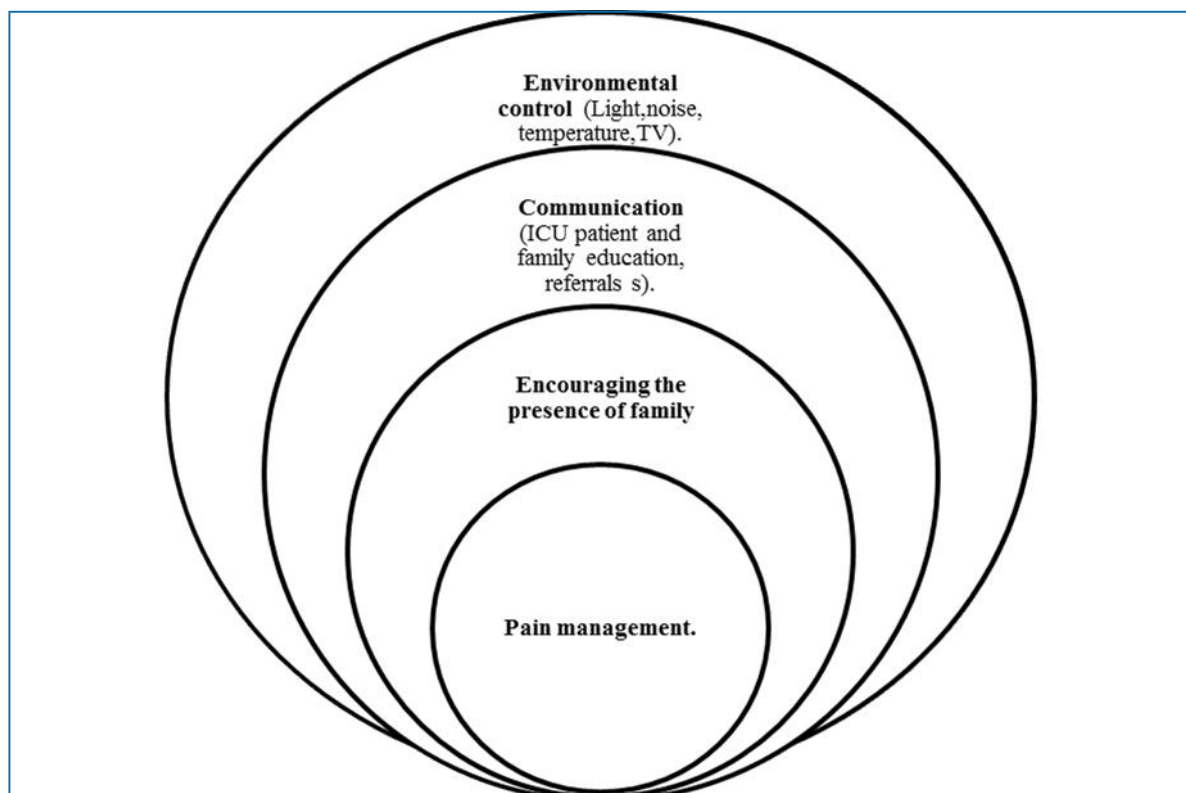 Environmental
control (Light,noise,
temperature,TV).
Communication
(ICU patient and
family education,
referrals s).
Encouraging the
presence of family
Pain management.